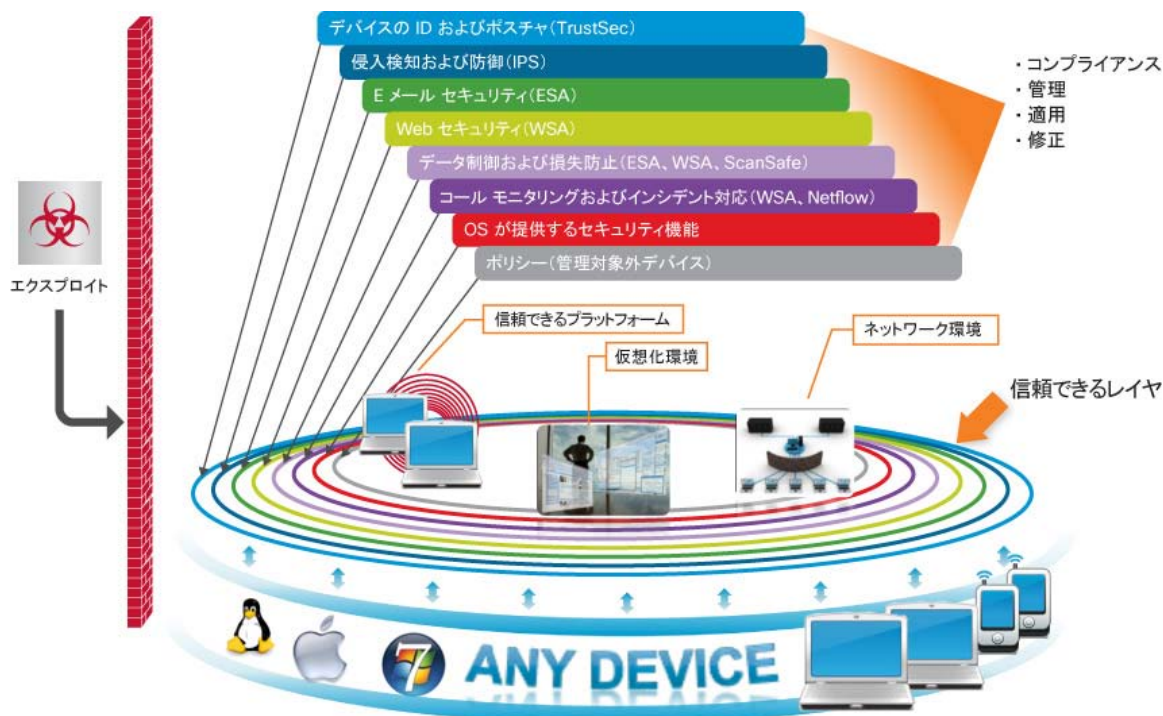 デバイスの ID およびポスチャ(TrustSec)
侵入検知および防御(IPS)
E メール セキュリティ(ESA)
Web セキュリティ(WSA)
データ制御および損失防止(ESA、WSA、ScanSafe)
コール モニタリングおよびインシデント対応(WSA、Netflow)
OS が提供するセキュリティ機能
ポリシー(管理対象外デバイス)
・コンプライアンス
・管理
・適用
・修正
エクスプロイト
信頼できるプラットフォーム
仮想化環境
ネットワーク環境
信頼できるレイヤ
7
ANY DEVICE